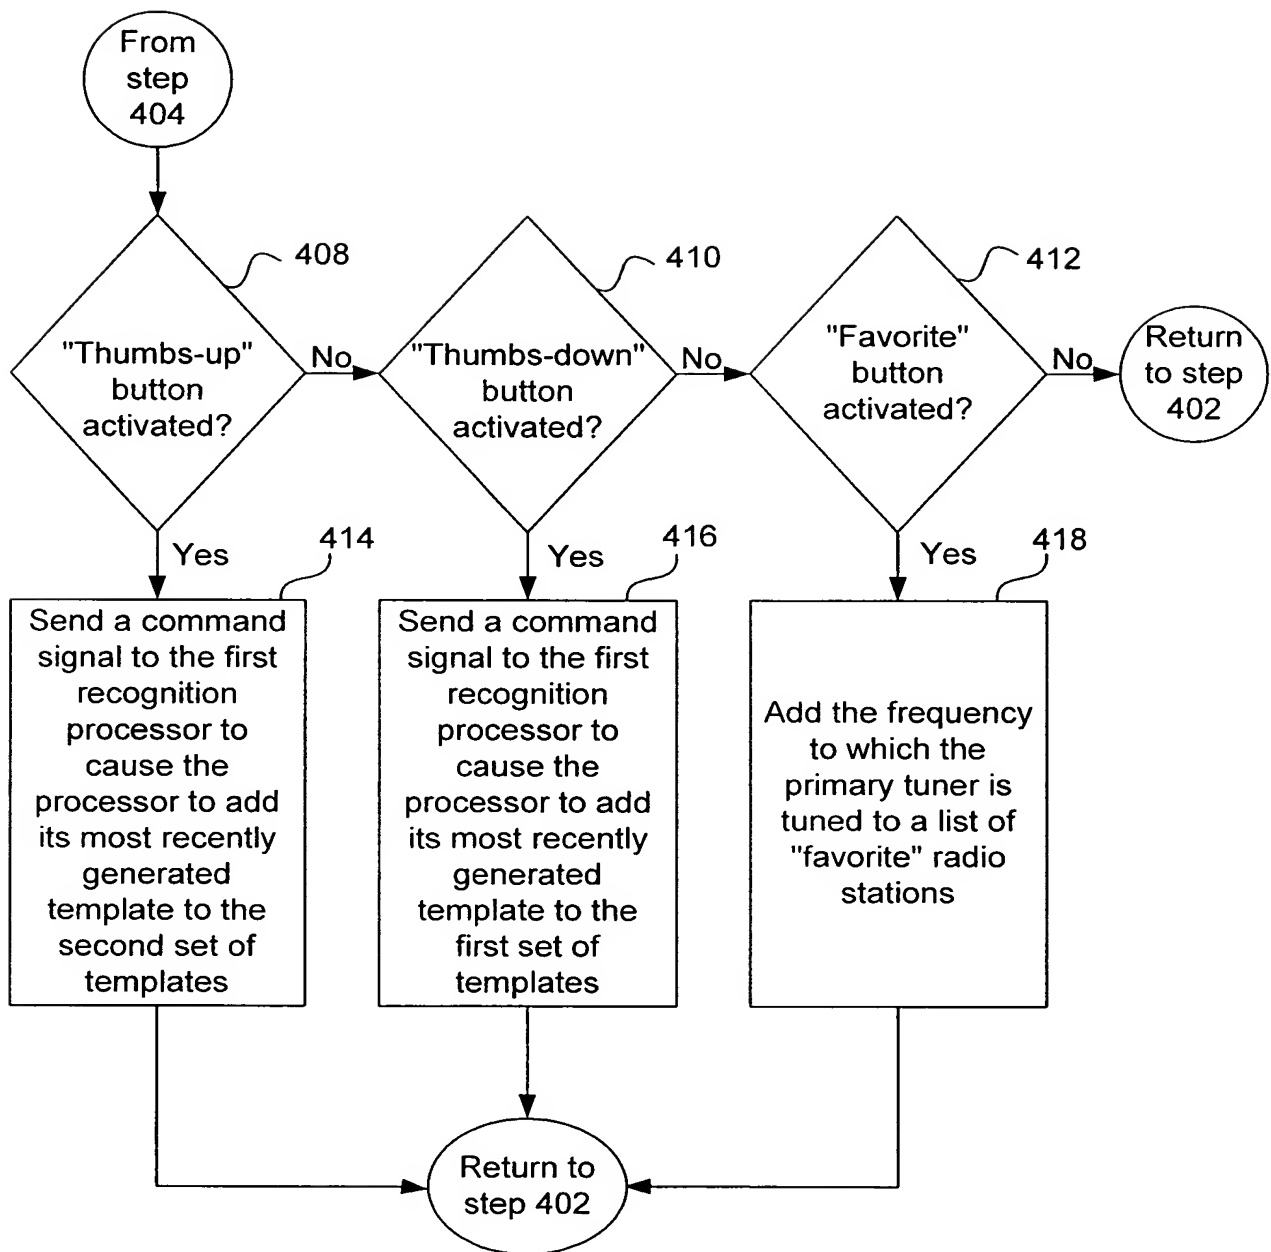 From
step
404
408
"Thumbs-up"
button
activated?
No
410
"Thumbs-down"
button
activated?
No
412
"Favorite"
button
activated?
No
Return
to step
402
Yes
414
Send a command
signal to the first
recognition
processor to
cause the
processor to add
its most recently
generated
template to the
second set of
templates
Yes
416
Send a command
signal to the first
recognition
processor to
cause the
processor to add
its most recently
generated
template to the
first set of
templates
Yes
418
Add the frequency
to which the
primary tuner is
tuned to a list of
"favorite" radio
stations
Return to
step 402